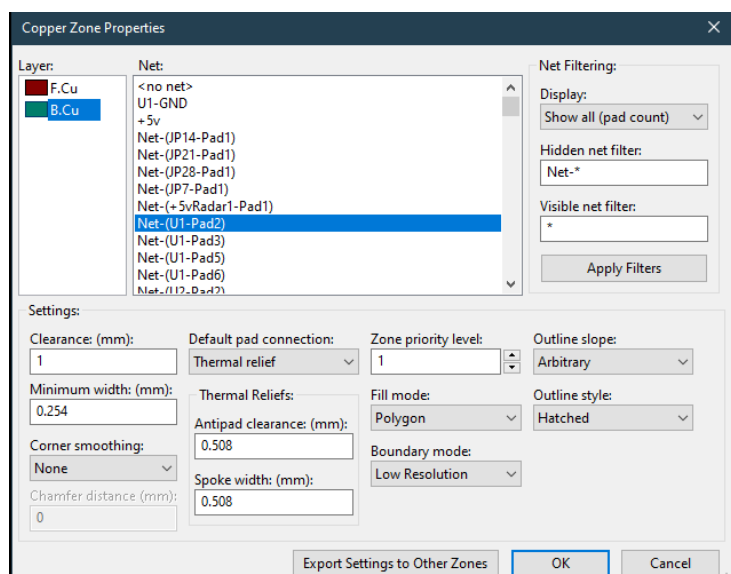 Copper Zone Properties
Layer:
F.Cu
B.Cu
Net:
<no net>
U1-GND
+5v
Net-(JP14-Pad1)
Net-(JP21-Pad1)
Net-(JP28-Pad1)
Net-(JP7-Pad1)
Net-(+5vRadar1-Pad1)
Net-(U1-Pad2)
Net-(U1-Pad3)
Net-(U1-Pad5)
Net-(U1-Pad6)
Net-(U2-Pad2)
Net Filtering:
Display:
Show all (pad count)
Hidden net filter:
Net-*
Visible net filter:
*
Apply Filters
Settings:
Clearance: (mm):
1
Minimum width: (mm):
0.254
Corner smoothing:
None
Chamfer distance (mm):
0
Default pad connection:
Thermal relief
Thermal Reliefs:
Antipad clearance: (mm):
0.508
Spoke width: (mm):
0.508
Zone priority level:
1
Fill mode:
Polygon
Boundary mode:
Low Resolution
Outline slope:
Arbitrary
Outline style:
Hatched
Export Settings to Other Zones
OK
Cancel